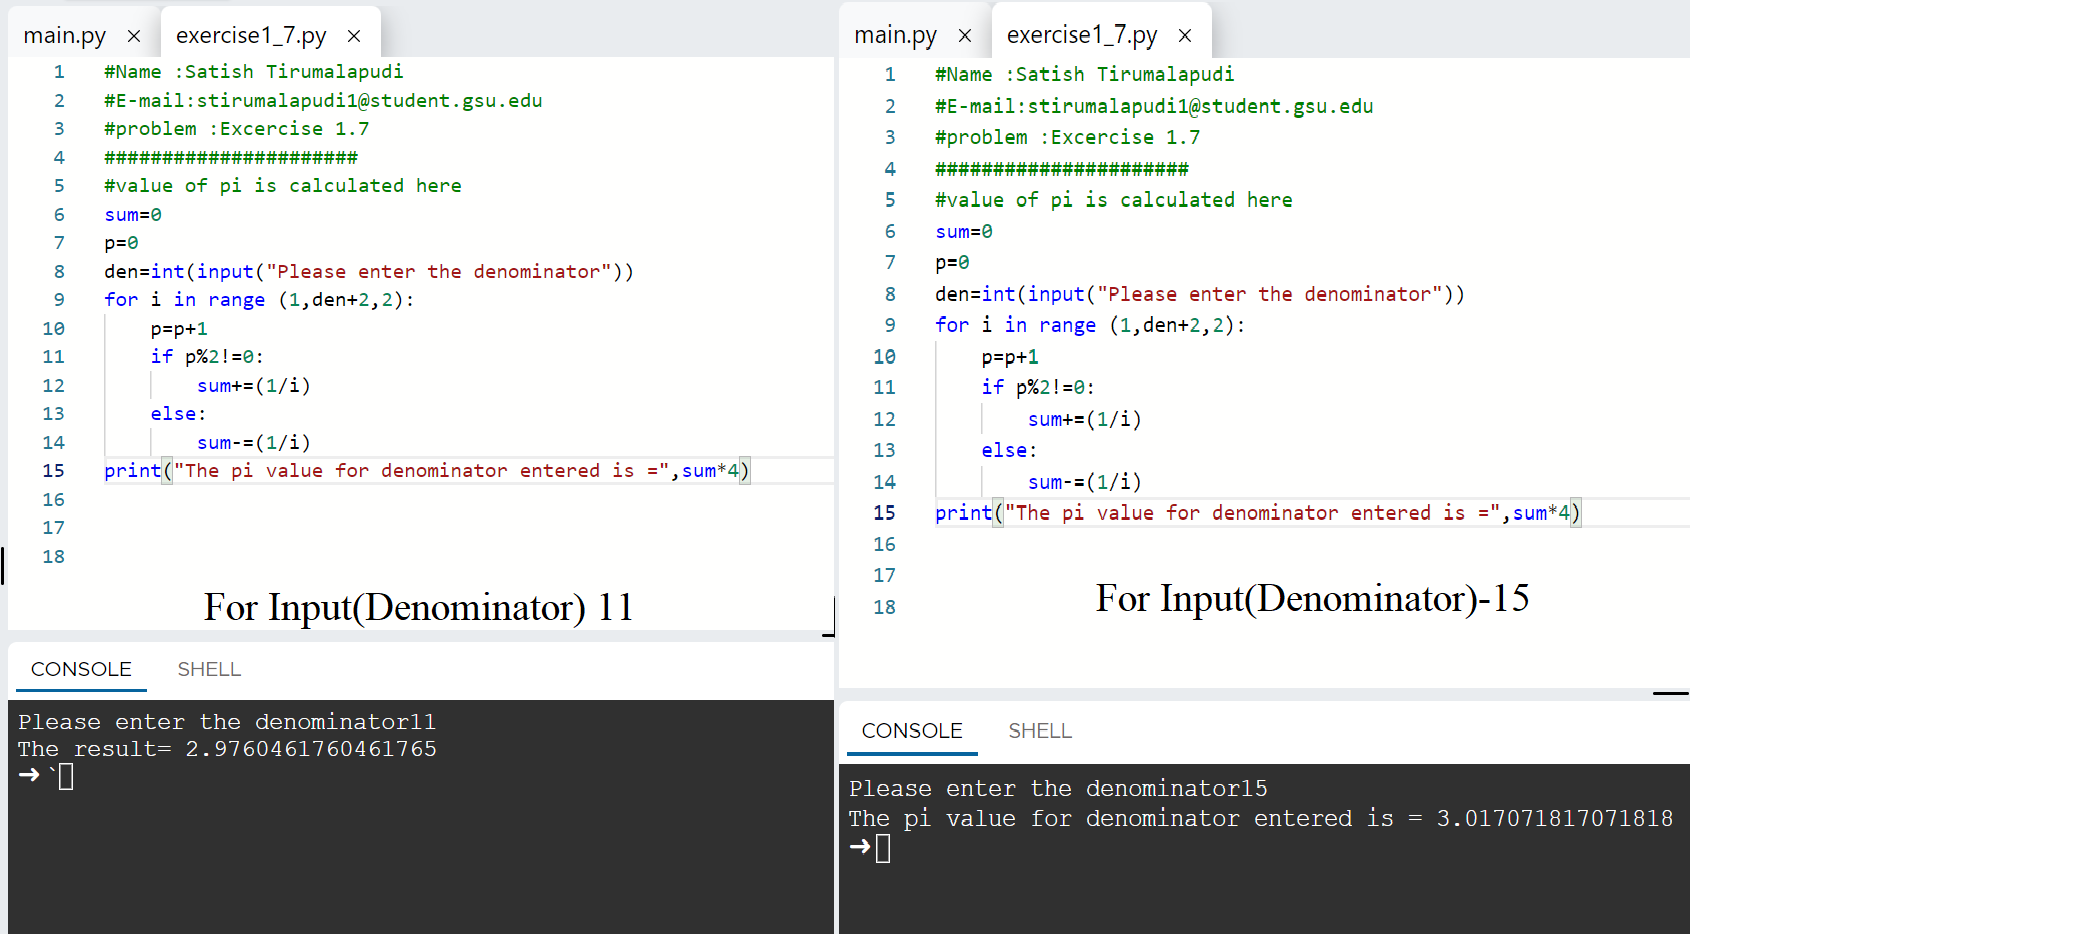 main.py × exercise1_7.py ×
1 #Name :Satish Tirumalapudi
2 #E-mail:stirumalapudi1@student.gsu.edu
3 #problem :Excercise 1.7
4 ######################
5 #value of pi is calculated here
6 sum=0
7 p=0
8 den=int(input("Please enter the denominator"))
9 for i in range (1,den+2,2):
10 p=p+1
11 if p%2!=0:
12 sum+=(1/i)
13 else:
14 sum-=(1/i)
15 print("The pi value for denominator entered is =",sum*4)
16
17
18
For Input(Denominator) 11
CONSOLE SHELL
Please enter the denominator11
The result= 2.9760461760461765
➜ `
main.py × exercise1_7.py ×
1 #Name :Satish Tirumalapudi
2 #E-mail:stirumalapudi1@student.gsu.edu
3 #problem :Excercise 1.7
4 ######################
5 #value of pi is calculated here
6 sum=0
7 p=0
8 den=int(input("Please enter the denominator"))
9 for i in range (1,den+2,2):
10 p=p+1
11 if p%2!=0:
12 sum+=(1/i)
13 else:
14 sum-=(1/i)
15 print("The pi value for denominator entered is =",sum*4)
16
17
18
For Input(Denominator)-15
CONSOLE SHELL
Please enter the denominator15
The pi value for denominator entered is = 3.017071817071818
➜